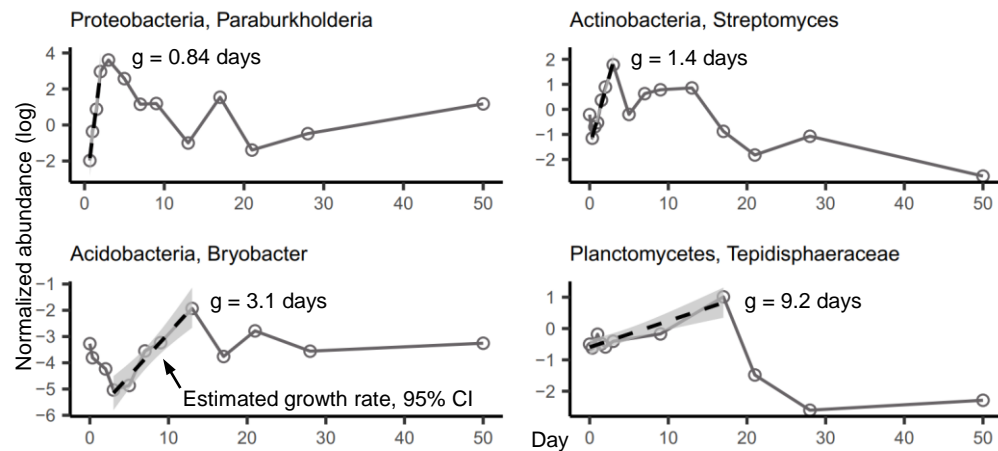 Proteobacteria, Paraburkholderia
g = 0.84 days
4
2
0
−2
0 10 20 30 40 50
Actinobacteria, Streptomyces
g = 1.4 days
2
1
0
−1
−2
0 10 20 30 40 50
Normalized abundance (log)
Acidobacteria, Bryobacter
g = 3.1 days
Estimated growth rate, 95% CI
−1
−2
−3
−4
−5
−6
0 10 20 30 40 50
Planctomycetes, Tepidisphaeraceae
g = 9.2 days
1
0
−1
−2
0 10 20 30 40 50
Day